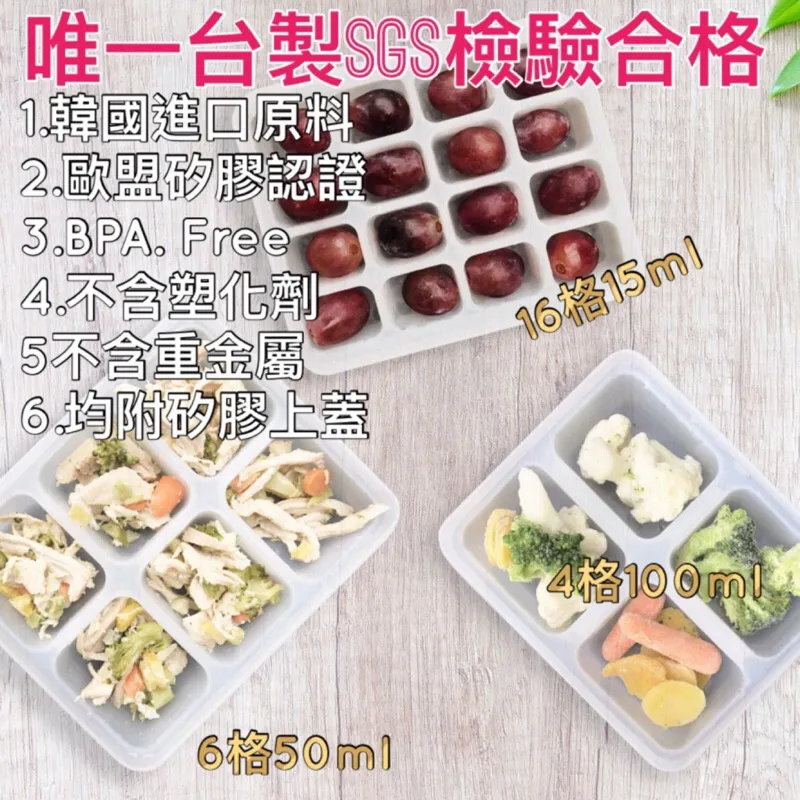 唯一台製SGS檢驗合格
1.韓國進口原料
2.歐盟矽膠認證
3.BPA. Free
4.不含塑化劑
5不含重金屬
6.均附矽膠上蓋
16格15ml
4格100ml
6格50ml